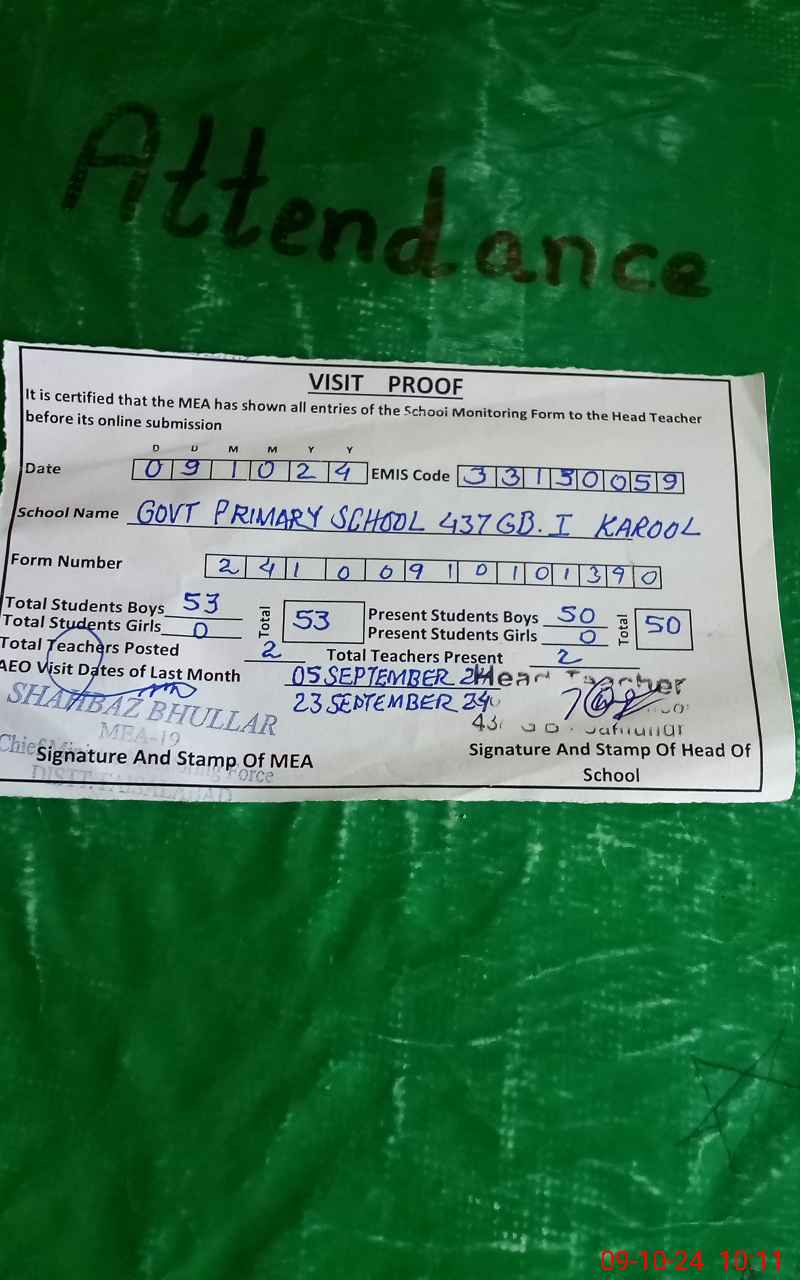 Attendance
VISIT PROOF
It is certified that the MEA has shown all entries of the School Monitoring Form to the Head Teacher
before its online submission
D D M M Y Y
Date 0 9 1 0 2 4 EMIS Code 3 3 1 3 0 0 5 9
School Name GOVT PRIMARY SCHOOL 437 GB. I KAROOL
Form Number 2 4 1 0 0 9 1 0 1 0 1 3 9 0
Total Students Boys 53 Total 53 Present Students Boys 50 Total 50
Total Students Girls 0 Present Students Girls 0
Total Teachers Posted 2 Total Teachers Present 2
AEO Visit Dates of Last Month 05 SEPTEMBER 24 Head Teacher
23 SEPTEMBER 24
SHAHBAZ BHULLAR
MEA-19
Signature And Stamp Of MEA Signature And Stamp Of Head Of
School
Force
DISTT. FAISALABAD
09-10-24 10:11